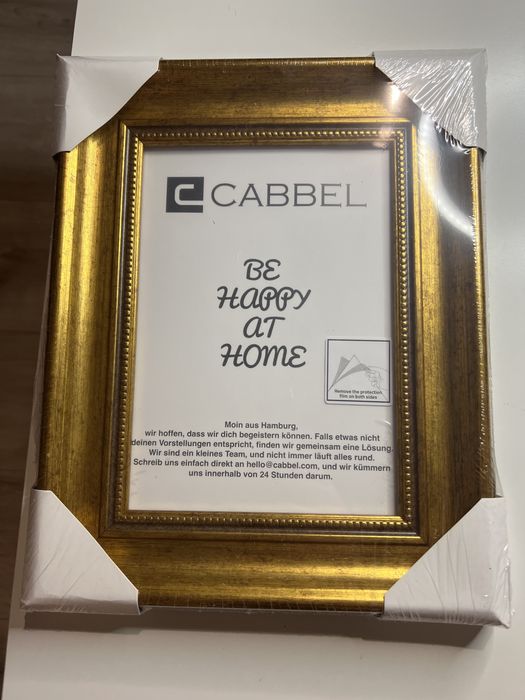 CABBEL
BE
HAPPY
AT
HOME
Remove the protection
film on both sides
Moin aus Hamburg,
wir hoffen, dass wir dich begeistern können. Falls etwas nicht
deinen Vorstellungen entspricht, finden wir gemeinsam eine Lösung.
Wir sind ein kleines Team, und nicht immer läuft alles rund.
Schreib uns einfach direkt an hello@cabbel.com, und wir kümmern
uns innerhalb von 24 Stunden darum.